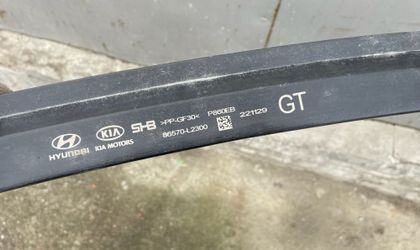 SHB >PP-GF30< P860EB
HYUNDAI KIA KIA MOTORS 86570-L2300 221129 GT